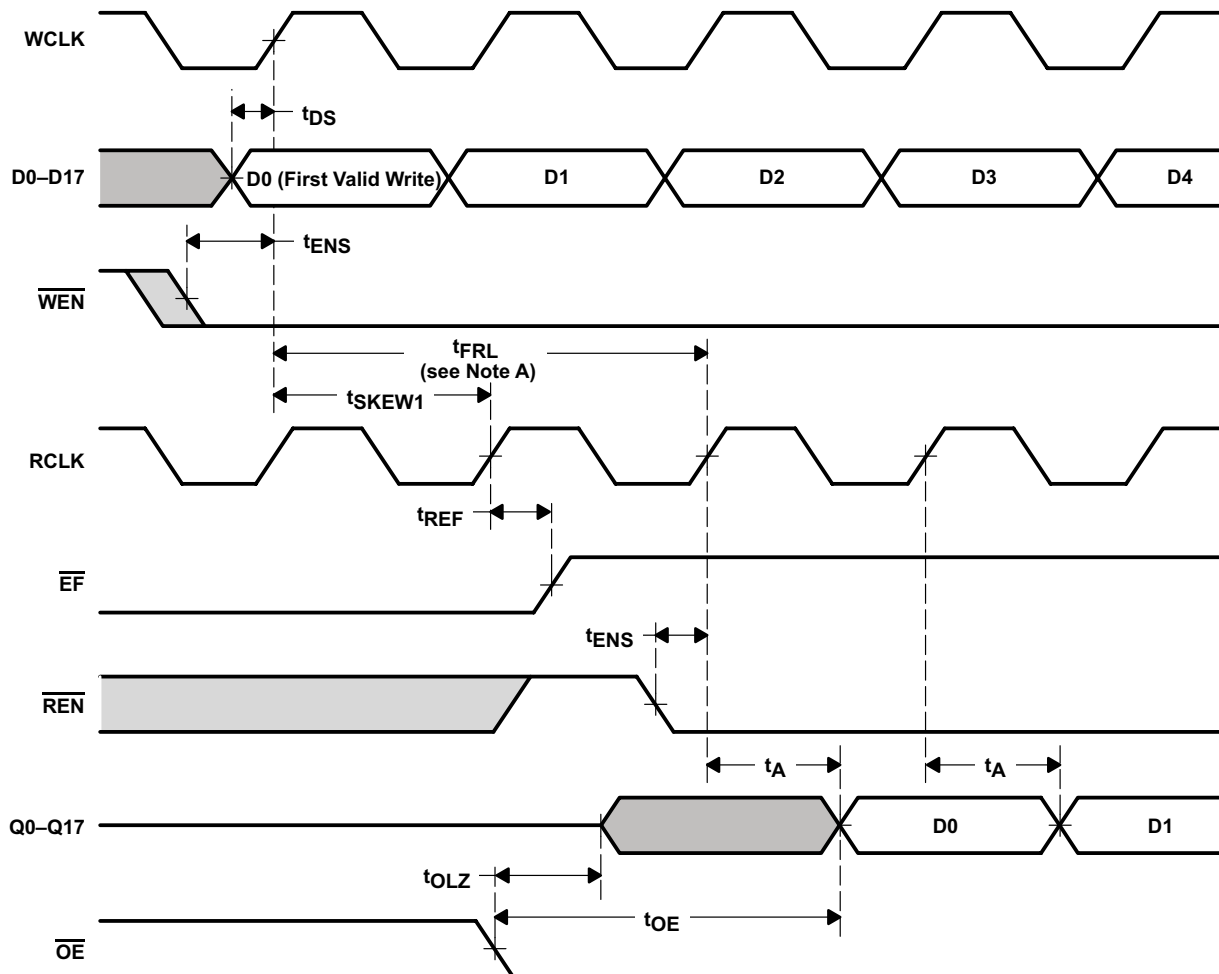 WCLK
tDS
D0–D17
D0 (First Valid Write)
D1
D2
D3
D4
tENS
WEN
tFRL
(see Note A)
tSKEW1
RCLK
tREF
EF
tENS
REN
tA
tA
Q0–Q17
D0
D1
tOLZ
tOE
OE